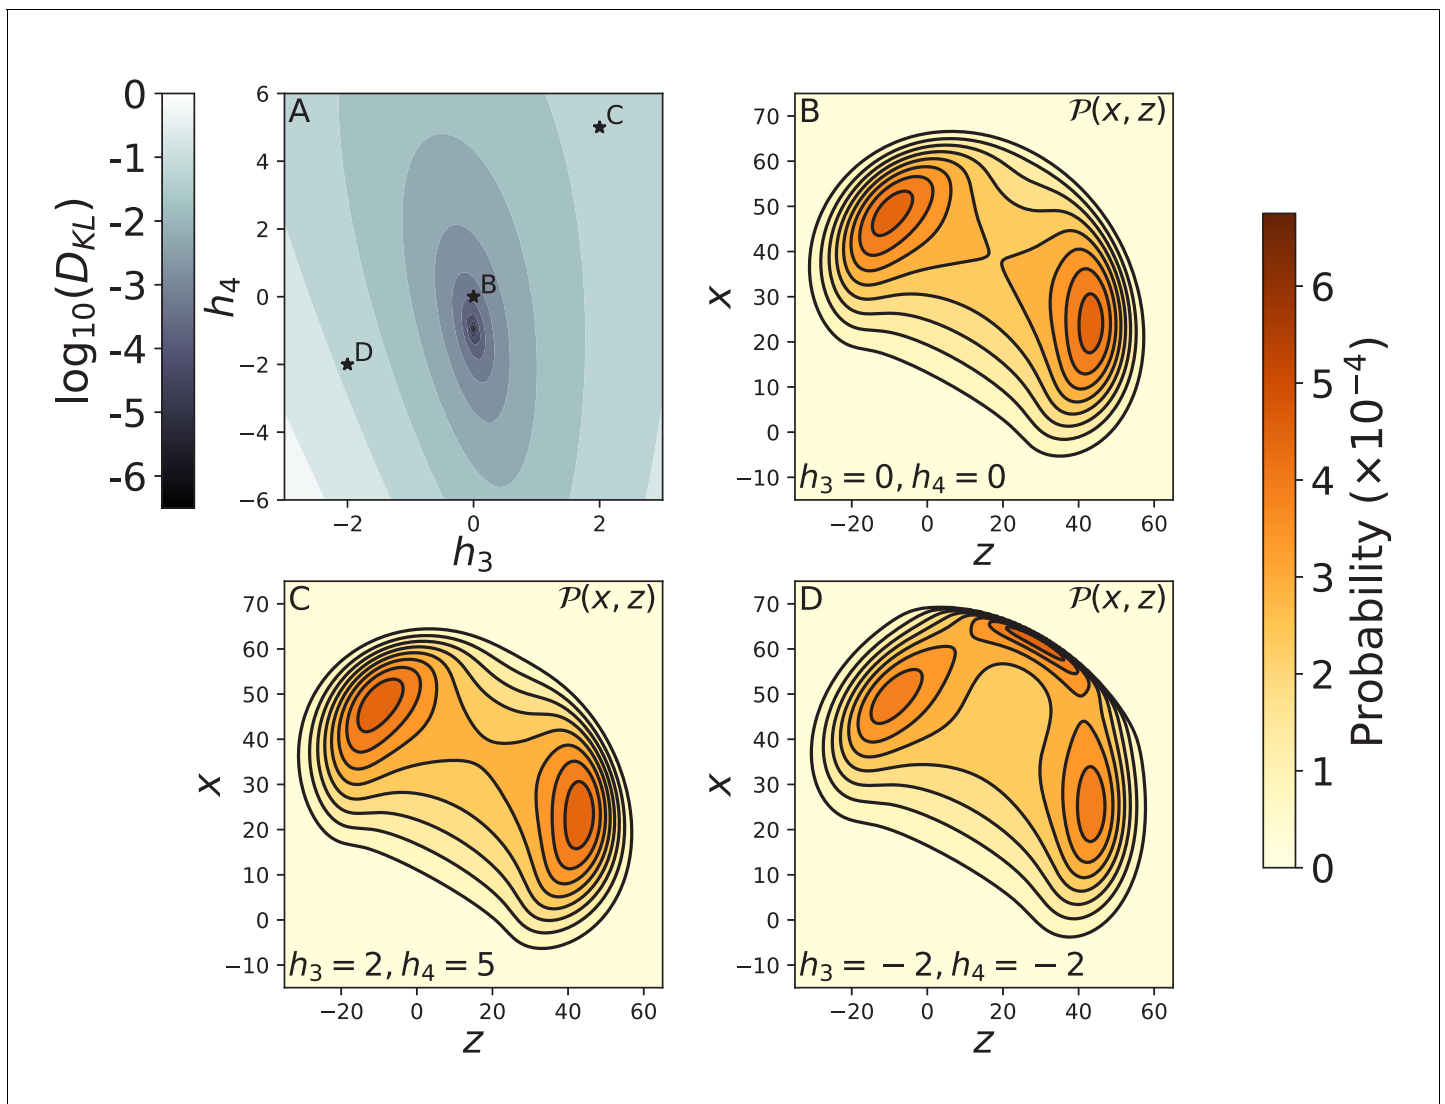 0
-1
-2
-3
-4
-5
-6
log10(DKL)
A
6
4
2
0
−2
−4
−6
h4
C
B
D
−2
0
2
h3
B
P(x, z)
70
60
50
40
30
20
10
0
−10
x
h3 = 0, h4 = 0
−20
0
20
40
60
z
C
P(x, z)
70
60
50
40
30
20
10
0
−10
x
h3 = 2, h4 = 5
−20
0
20
40
60
z
D
P(x, z)
70
60
50
40
30
20
10
0
−10
x
h3 = −2, h4 = −2
−20
0
20
40
60
z
6
5
4
3
2
1
0
Probability (×10−4)